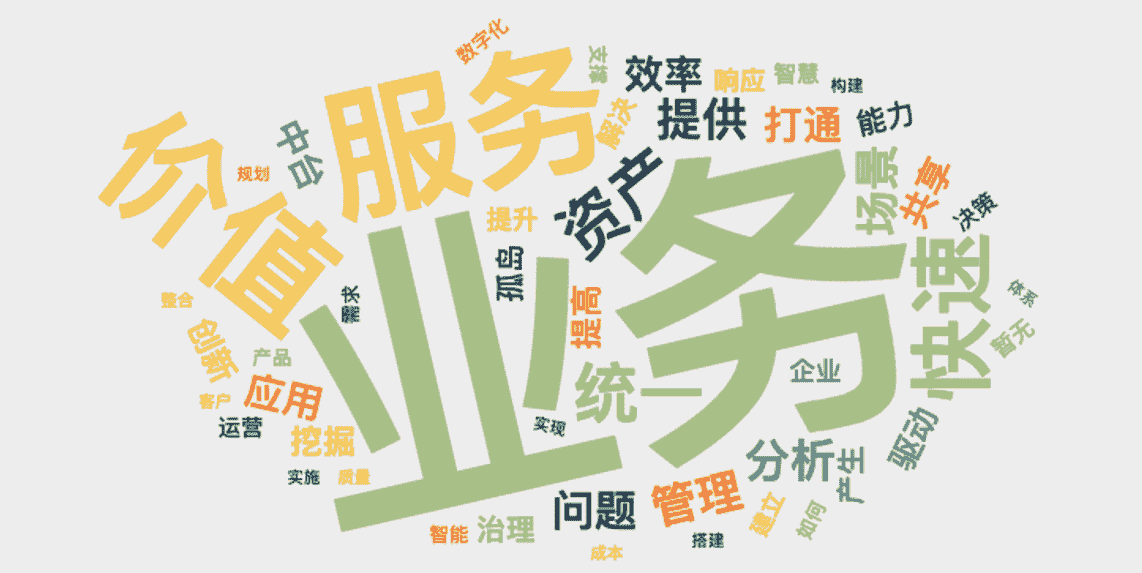 数字化
支撑
效率
响应
智慧
构建
服务
解决
提供
打通
能力
价值
中台
规划
资产
业务
场景
共享
决策
提升
孤岛
快速
体系
需求
提高
整合
创新
产品
暂无
统一
企业
客户
应用
运营
挖掘
实现
驱动
实施
质量
分析
产生
问题
管理
建立
如何
智能
治理
搭建
成本